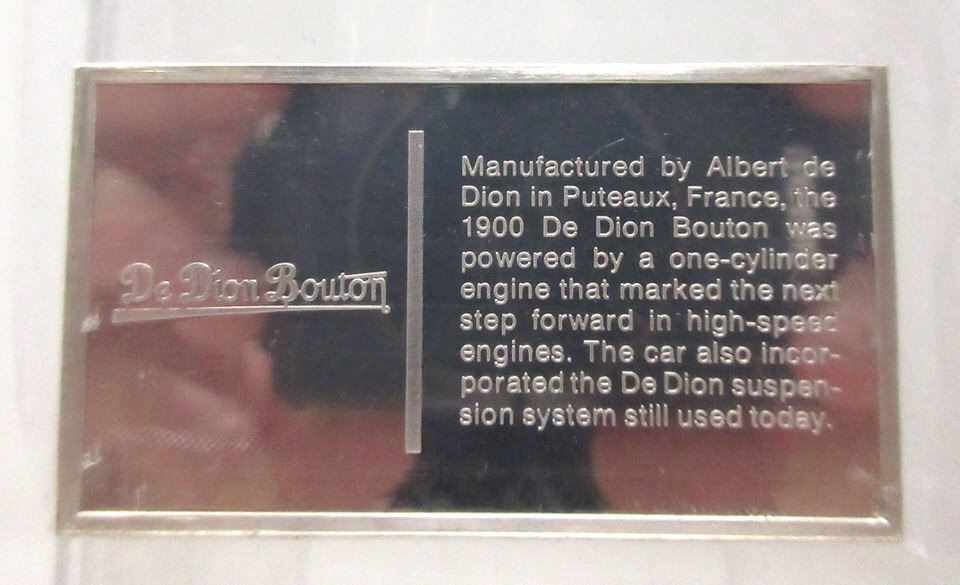 De Dion Bouton
Manufactured by Albert de
Dion in Puteaux, France, the
1900 De Dion Bouton was
powered by a one-cylinder
engine that marked the next
step forward in high-speed
engines. The car also incor-
porated the De Dion suspen-
sion system still used today.